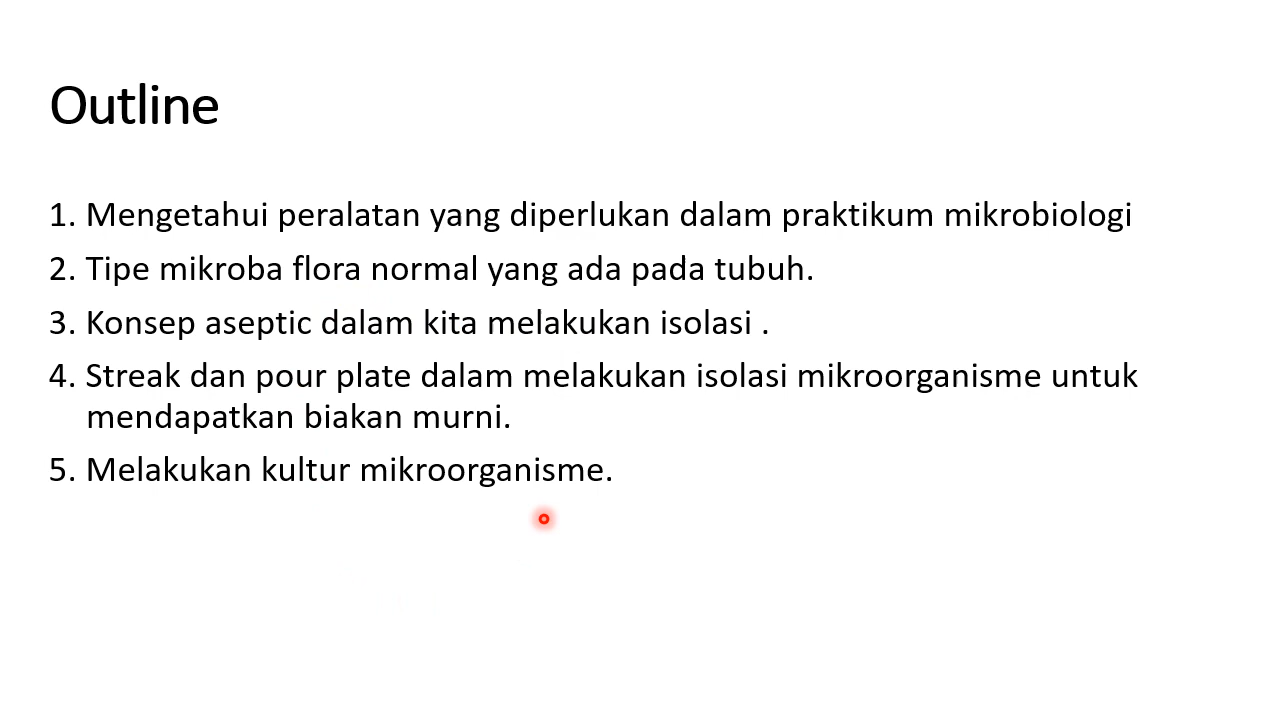 Outline
1. Mengetahui peralatan yang diperlukan dalam praktikum mikrobiologi
2. Tipe mikroba flora normal yang ada pada tubuh.
3. Konsep aseptic dalam kita melakukan isolasi .
4. Streak dan pour plate dalam melakukan isolasi mikroorganisme untuk
mendapatkan biakan murni.
5. Melakukan kultur mikroorganisme.